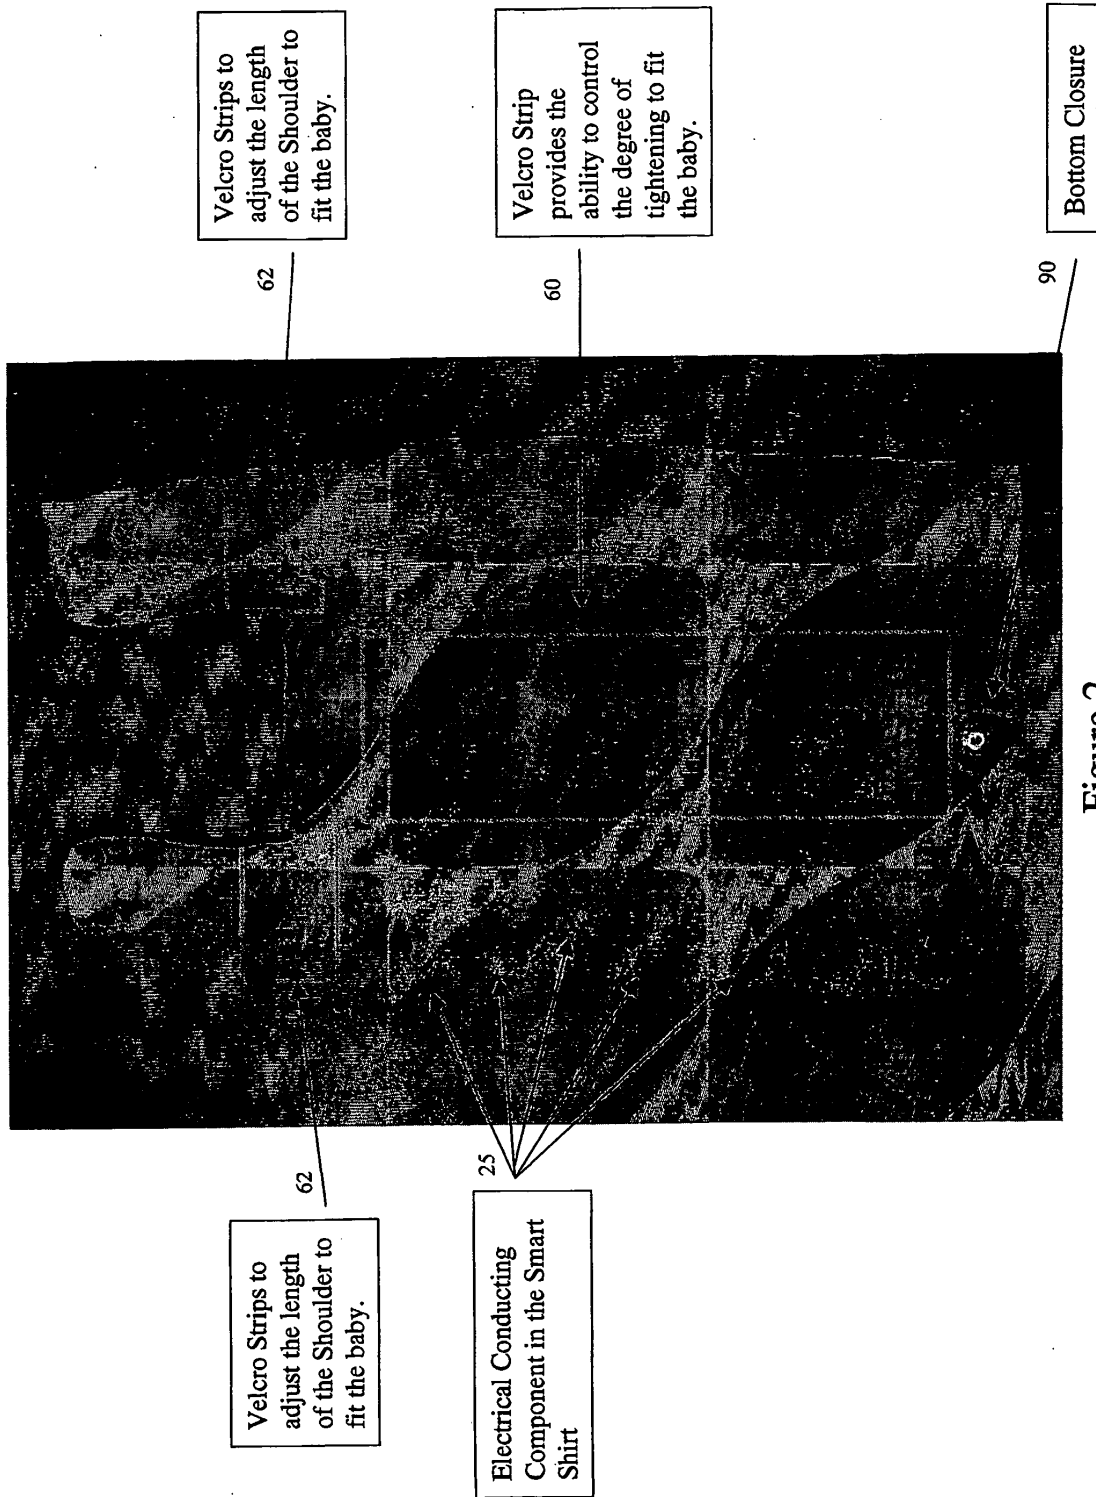 Velcro Strips to
adjust the length
of the Shoulder to
fit the baby.
62
Velcro Strips to
adjust the length
of the Shoulder to
fit the baby.
62
Electrical Conducting
Component in the Smart
Shirt
25
Velcro Strip
provides the
ability to control
the degree of
tightening to fit
the baby.
60
Bottom Closure
90
Figure 2